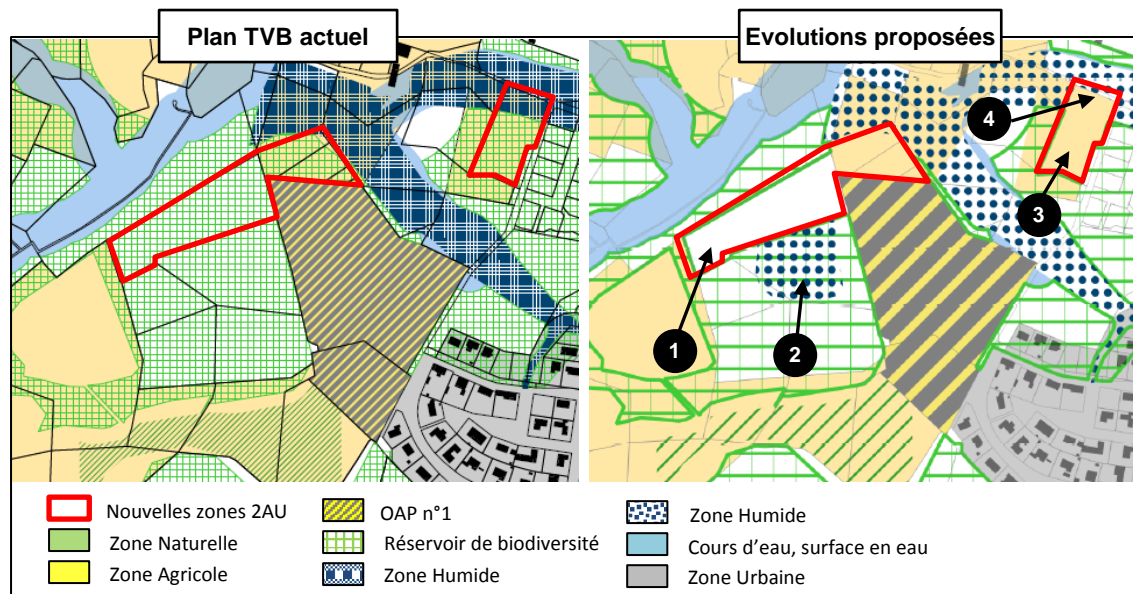 Plan TVB actuel
Evolutions proposées
4
3
1
2
Nouvelles zones 2AU
OAP n°1
Zone Humide
Zone Naturelle
Réservoir de biodiversité
Cours d'eau, surface en eau
Zone Agricole
Zone Humide
Zone Urbaine